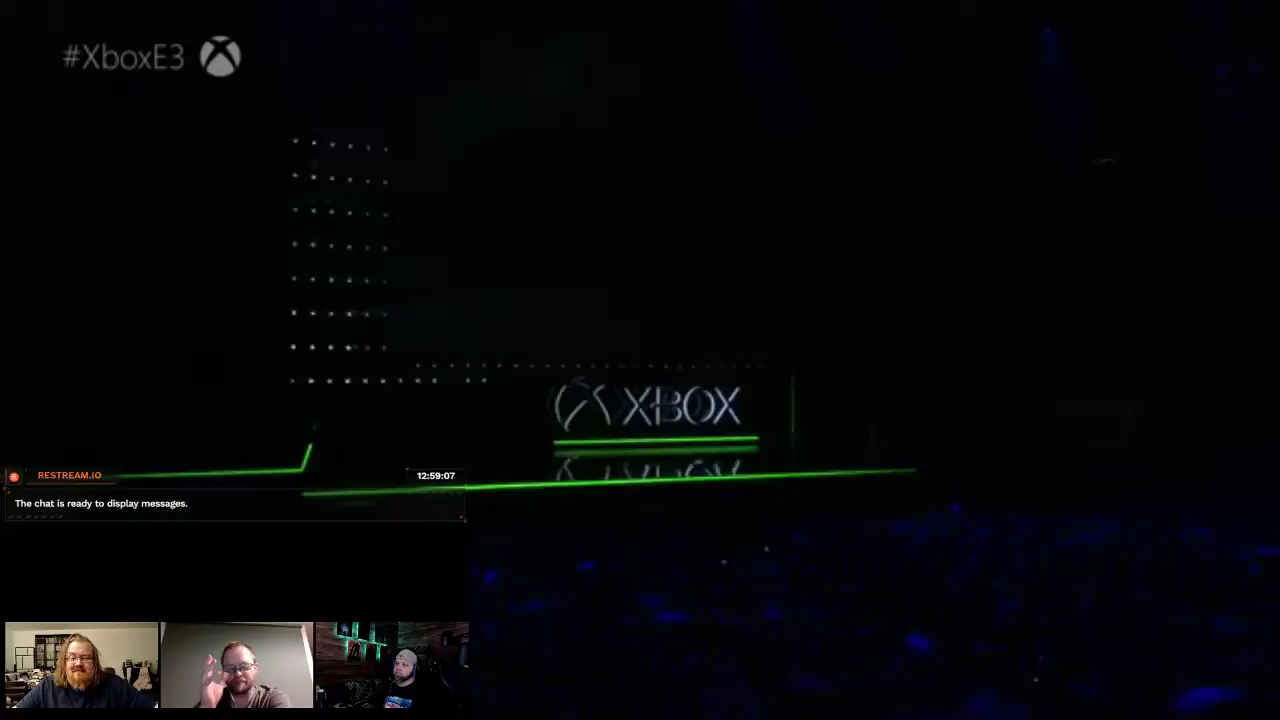 #XboxE3
XBOX
RESTREAM.IO
12:59:07
The chat is ready to display messages.